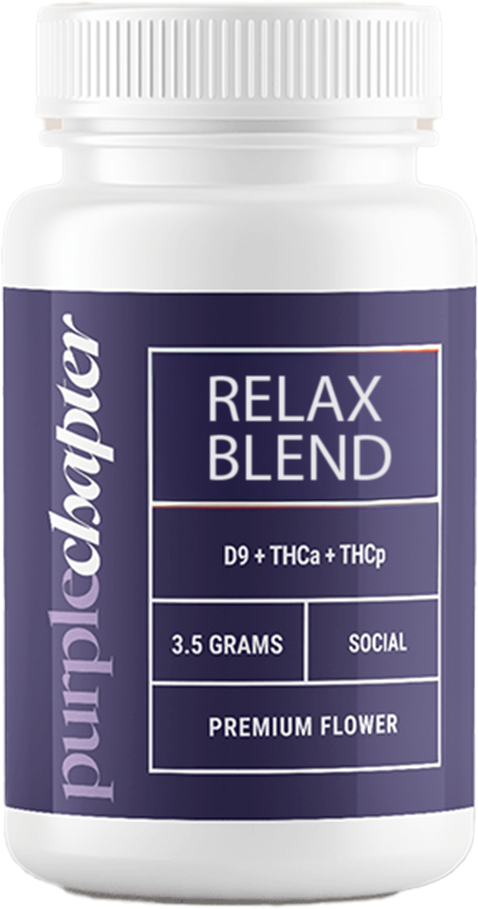 purplechapter
RELAX
BLEND
D9 + THCa + THCp
3.5 GRAMS
SOCIAL
PREMIUM FLOWER